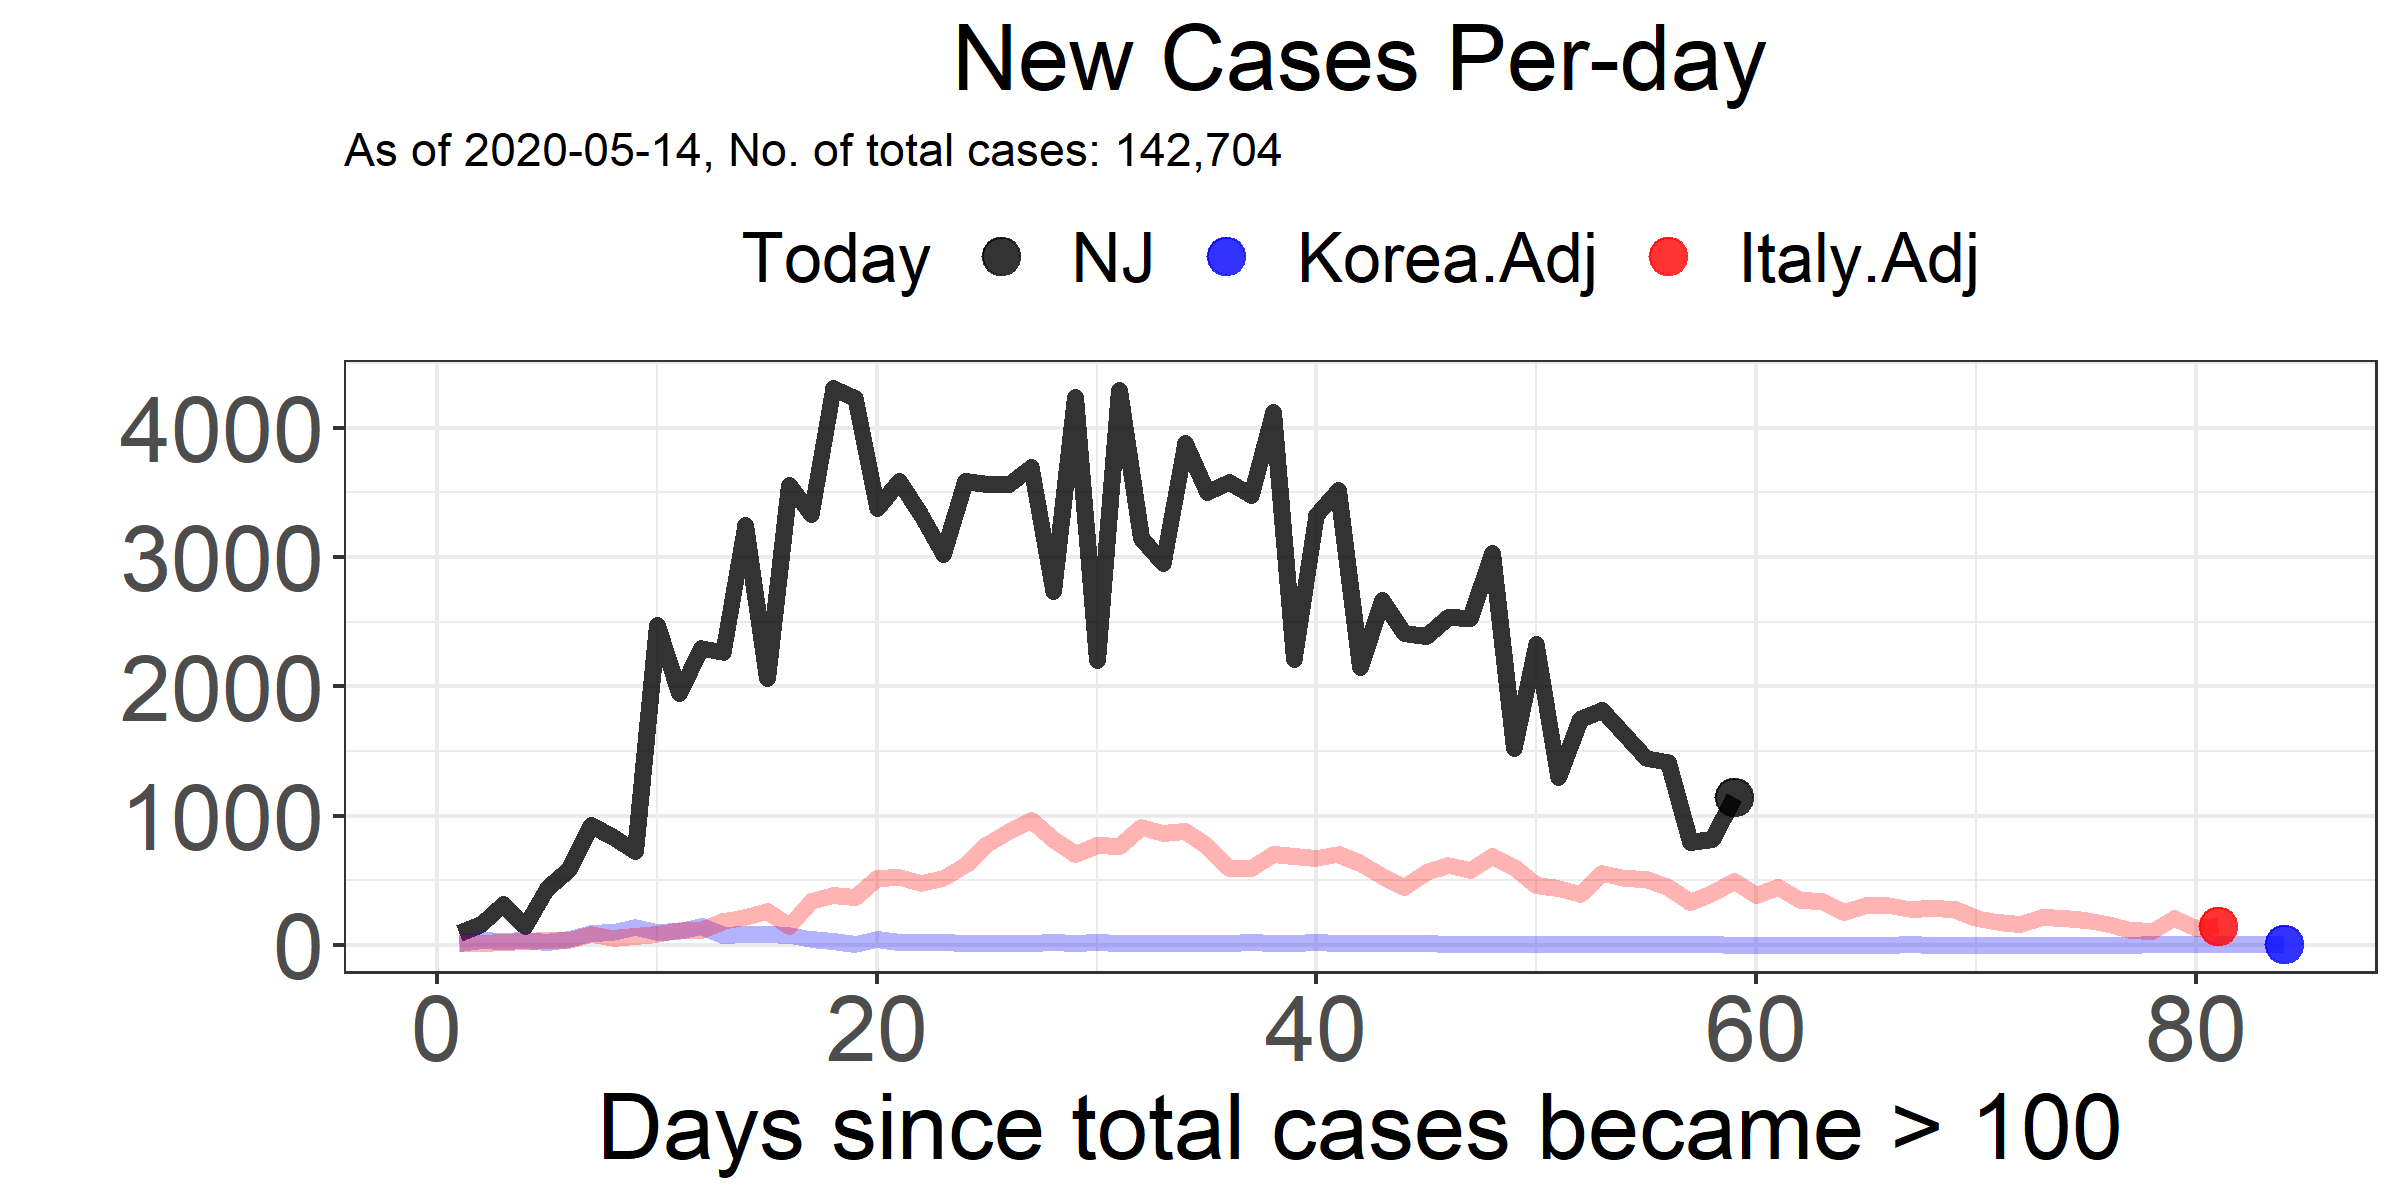 New Cases Per-day
As of 2020-05-14, No. of total cases: 142,704
Today NJ Korea.Adj Italy.Adj
4000
3000
2000
1000
0
0 20 40 60 80
Days since total cases became > 100